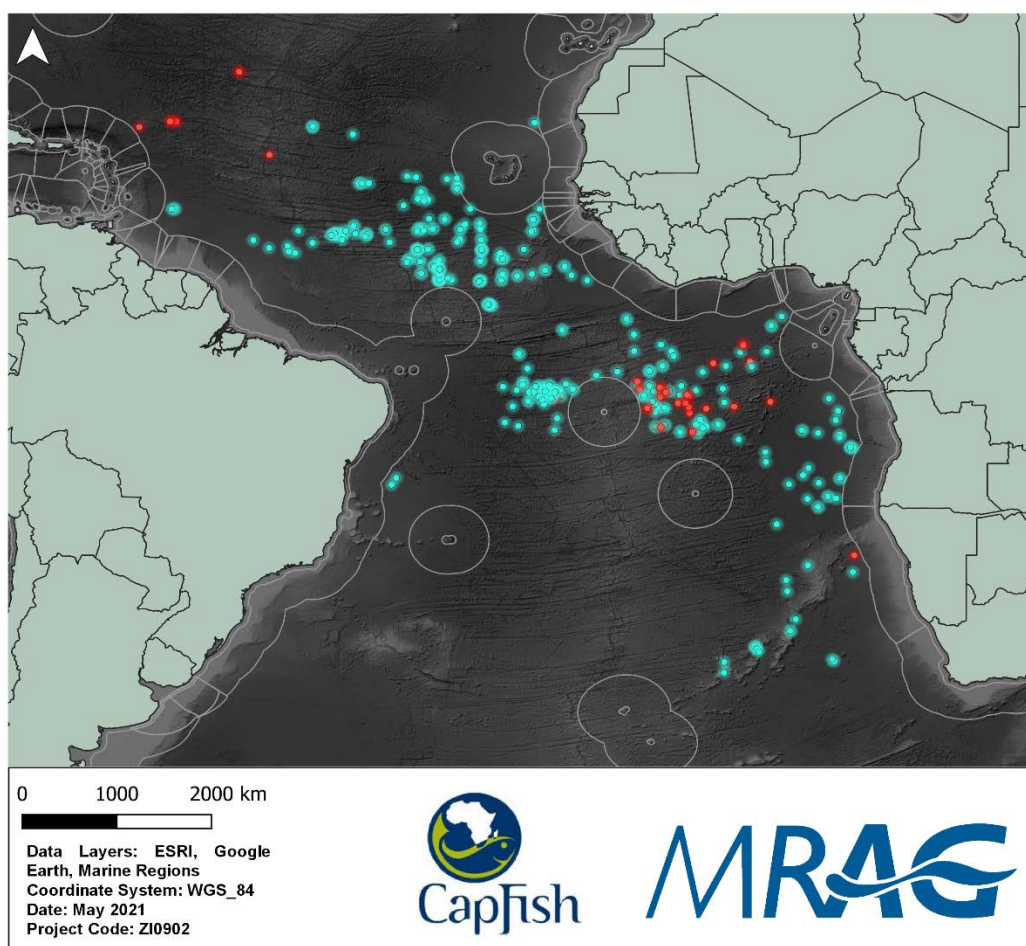 0 1000 2000 km
Data Layers: ESRI, Google
Earth, Marine Regions
Coordinate System: WGS_84
Date: May 2021
Project Code: ZI0902
CapFish
MRAG